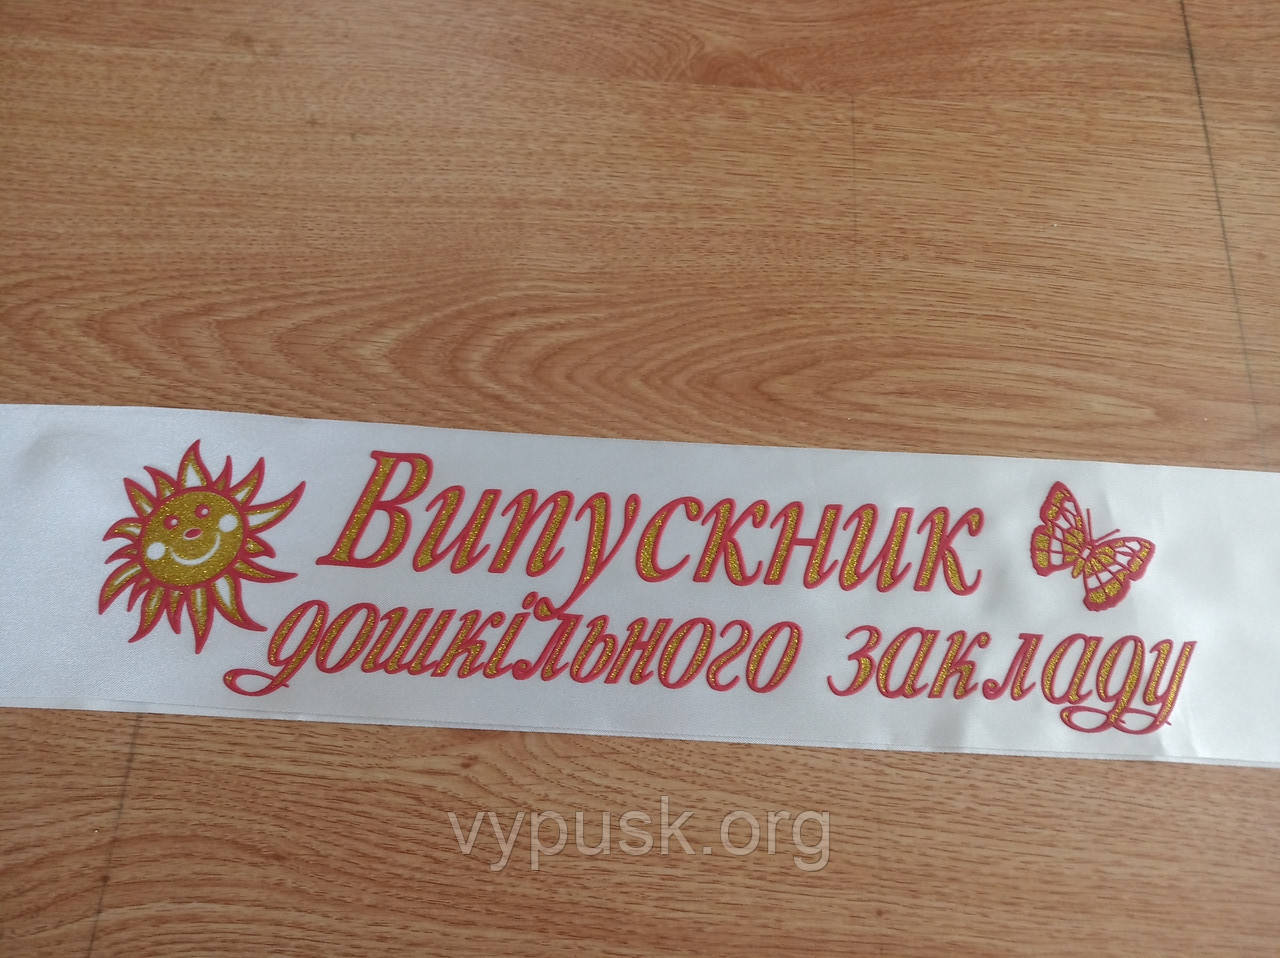 Випускник
дошкільного закладу
vypusk.org